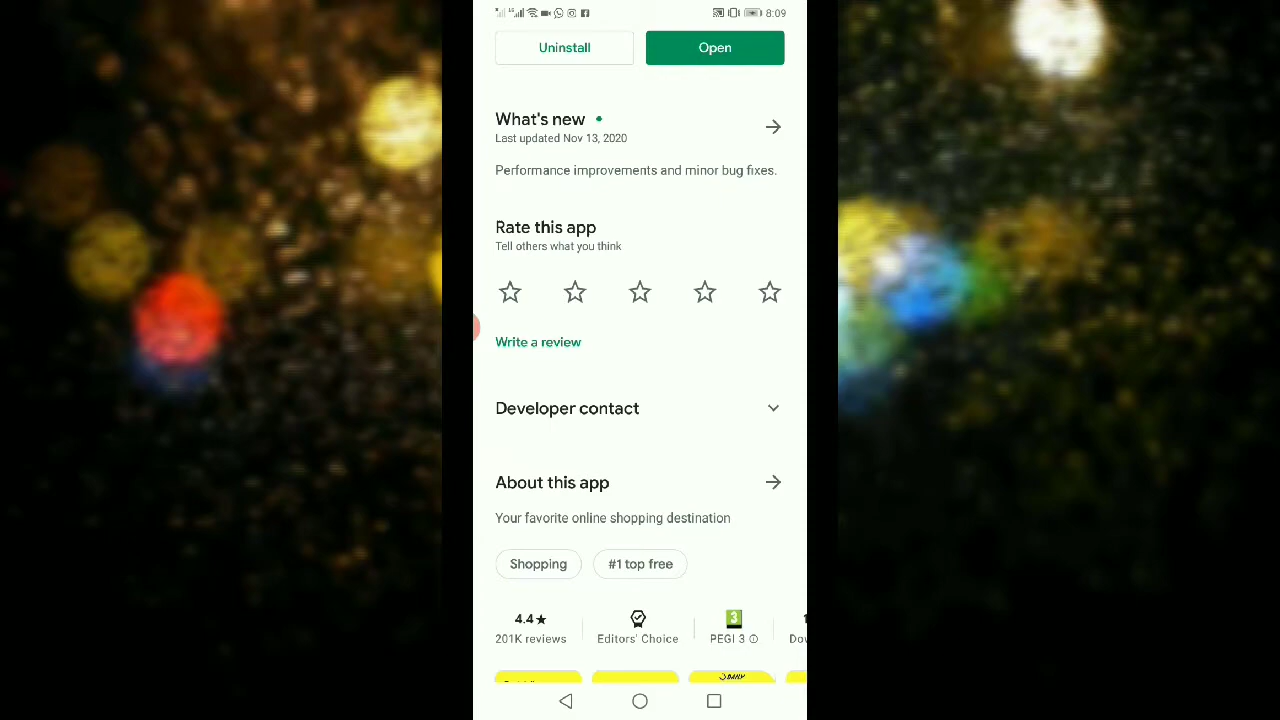 8:09
Uninstall Open
What's new
Last updated Nov 13, 2020
Performance improvements and minor bug fixes.
Rate this app
Tell others what you think
Write a review
Developer contact
About this app
Your favorite online shopping destination
Shopping #1 top free
4.4★ 3
201K reviews Editors' Choice PEGI 3